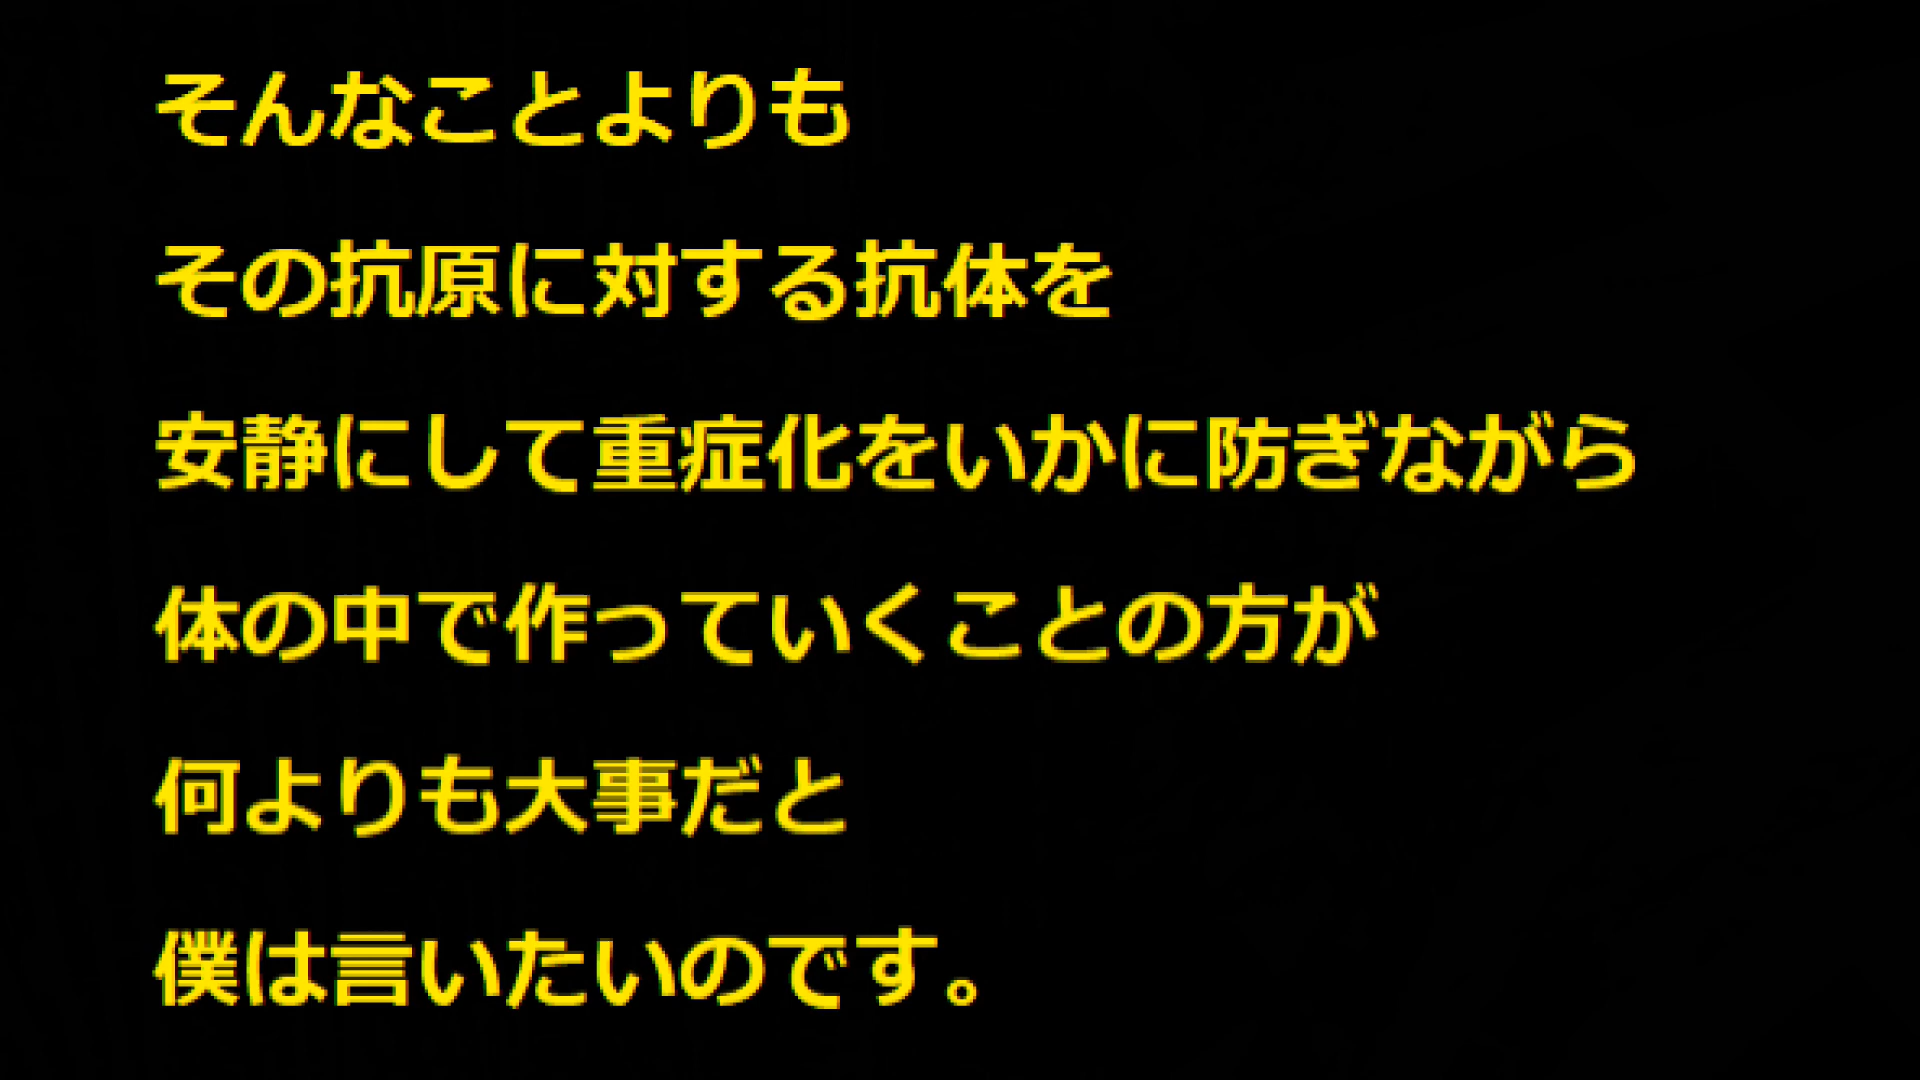 そんなことよりも
その抗原に対する抗体を
安静にして重症化をいかに防ぎながら
体の中で作っていくことの方が
何よりも大事だと
僕は言いたいのです。